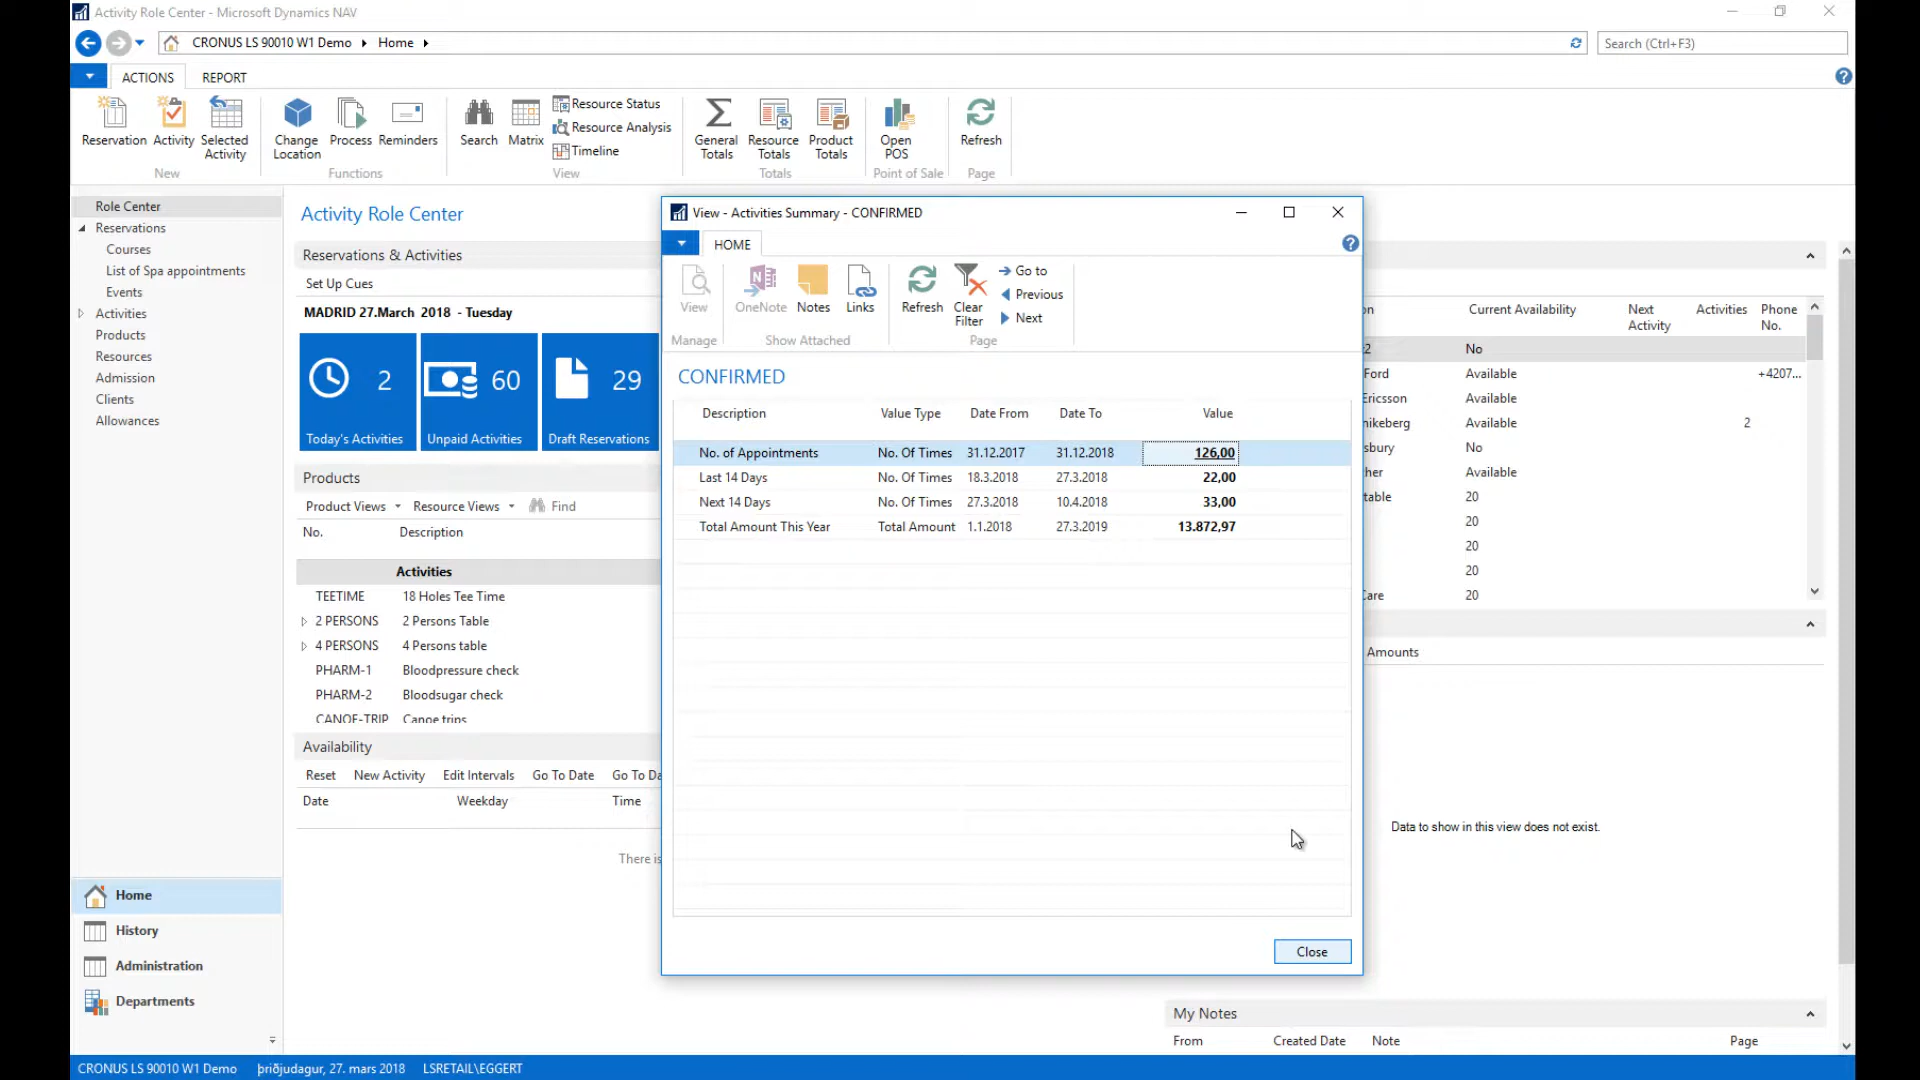 Activity Role Center - Microsoft Dynamics NAV
CRONUS LS 90010 W1 Demo Home
Search (Ctrl+F3)
ACTIONS REPORT
Reservation Activity Selected Activity
New
Change Location Process Reminders
Functions
Search Matrix
Resource Status
Resource Analysis
Timeline
View
General Totals Resource Totals Product Totals
Totals
Open POS
Point of Sale
Refresh
Page
Role Center
Reservations
Courses
List of Spa appointments
Events
Activities
Products
Resources
Admission
Clients
Allowances
Home
History
Administration
Departments
Activity Role Center
Reservations & Activities
Set Up Cues
MADRID 27.March 2018 - Tuesday
2 60 29
Today's Activities Unpaid Activities Draft Reservations
Products
Product Views Resource Views Find
No. Description
Activities
TEETIME 18 Holes Tee Time
2 PERSONS 2 Persons Table
4 PERSONS 4 Persons table
PHARM-1 Bloodpressure check
PHARM-2 Bloodsugar check
CANOE-TRIP Canoe trips
Availability
Reset New Activity Edit Intervals Go To Date Go To Da
Date Weekday Time
There is
View - Activities Summary - CONFIRMED
HOME
View
Manage
OneNote Notes Links
Show Attached
Refresh Clear Filter
Go to
Previous
Next
Page
CONFIRMED
Description Value Type Date From Date To Value
No. of Appointments No. Of Times 31.12.2017 31.12.2018 126,00
Last 14 Days No. Of Times 18.3.2018 27.3.2018 22,00
Next 14 Days No. Of Times 27.3.2018 10.4.2018 33,00
Total Amount This Year Total Amount 1.1.2018 27.3.2019 13.872,97
Close
on Current Availability Next Activity Activities Phone No.
2 No
Ford Available +4207...
Ericsson Available
nikeberg Available 2
sbury No
her Available
table 20
20
20
20
Care 20
Amounts
Data to show in this view does not exist.
My Notes
From Created Date Note Page
CRONUS LS 90010 W1 Demo þriðjudagur, 27. mars 2018 LSRETAIL\EGGERT